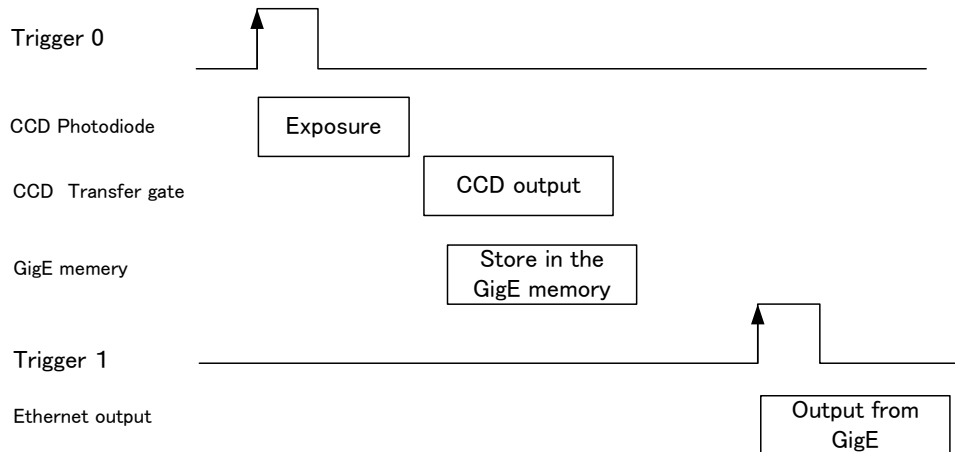 Trigger 0
CCD Photodiode
Exposure
CCD Transfer gate
CCD output
GigE memery
Store in the
GigE memory
Trigger 1
Ethernet output
Output from
GigE